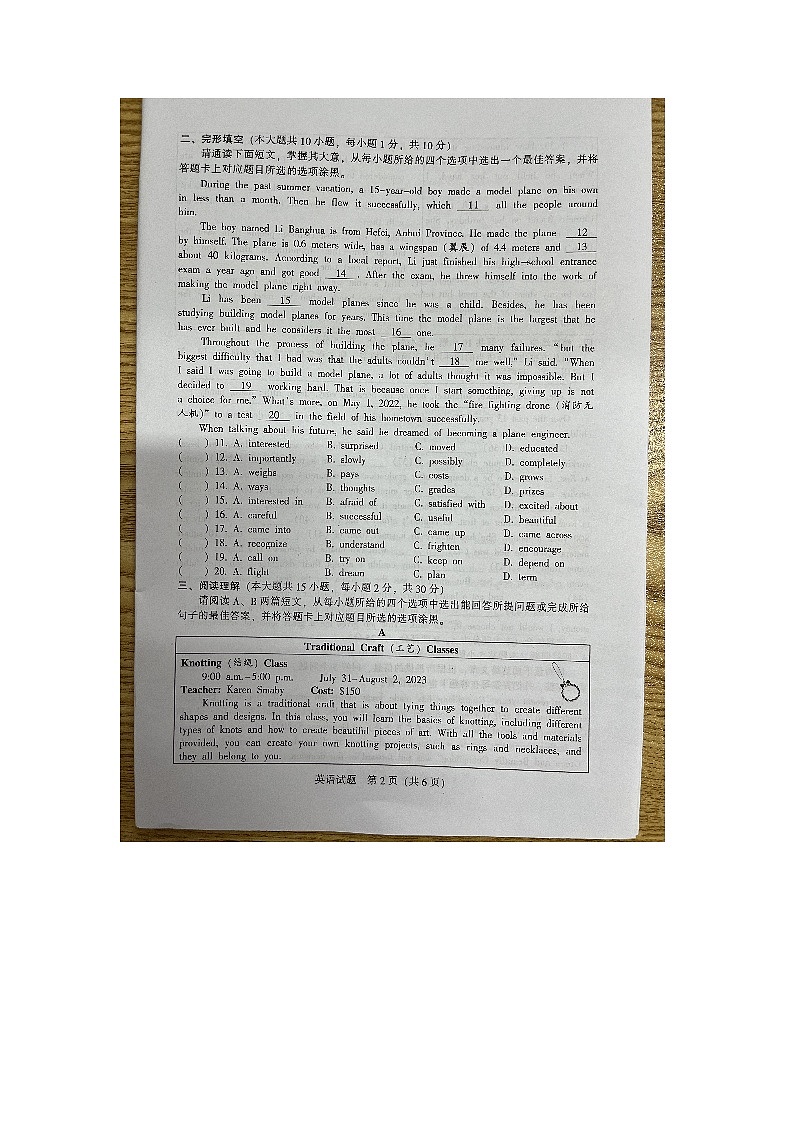 二、完形填空（本大题共10小题，每小题1分，共10分）
请通读下面短文，掌握其大意，从每小题所给的四个选项中选出一个最佳答案，并将
答题卡上对应题目所选的选项涂黑。
During the past summer vacation, a 15-year-old boy made a model plane on his own
in less than a month. Then he flew it successfully, which 11 all the people around
him.
The boy named Li Banghua is from Hefei, Anhui Province. He made the plane 12
by himself. The plane is 0.6 meters wide, has a wingspan (翼展) of 4.4 meters and 13
about 40 kilograms. According to a local report, Li just finished his high-school entrance
exam a year ago and got good 14 . After the exam, he threw himself into the work of
making the model plane right away.
Li has been 15 model planes since he was a child. Besides, he has been
studying building model planes for years. This time the model plane is the largest that he
has ever built and he considers it the most 16 one.
Throughout the process of building the plane, he 17 many failures. "but the
biggest difficulty that I had was that the adults couldn't 18 me well." Li said. "When
I said I was going to build a model plane, a lot of adults thought it was impossible. But I
decided to 19 working hard. That is because once I start something, giving up is not
a choice for me." What's more, on May 1, 2022, he took the "fire fighting drone (消防无
人机)" to a test 20 in the field of his hometown successfully.
When talking about his future, he said he dreamed of becoming a plane engineer.
( ) 11. A. interested B. surprised C. moved D. educated
( ) 12. A. importantly B. slowly C. possibly D. completely
( ) 13. A. weighs B. pays C. costs D. grows
( ) 14. A. ways B. thoughts C. grades D. prizes
( ) 15. A. interested in B. afraid of C. satisfied with D. excited about
( ) 16. A. careful B. successful C. useful D. beautiful
( ) 17. A. came into B. came out C. came up D. came across
( ) 18. A. recognize B. understand C. frighten D. encourage
( ) 19. A. call on B. try on C. keep on D. depend on
( ) 20. A. flight B. dream C. plan D. term
三、阅读理解（本大题共15小题，每小题2分，共30分）
请阅读A、B两篇短文，从每小题所给的四个选项中选出能回答所提问题或完成所给
句子的最佳答案，并将答题卡上对应题目所选的选项涂黑。
A
Traditional Craft (工艺) Classes
Knotting (结绳) Class
9:00 a.m.–5:00 p.m. July 31–August 2, 2023
Teacher: Karen Smaby Cost: $150
Knotting is a traditional craft that is about tying things together to create different
shapes and designs. In this class, you will learn the basics of knotting, including different
types of knots and how to create beautiful pieces of art. With all the tools and materials
provided, you can create your own knotting projects, such as rings and necklaces, and
they all belong to you.
英语试题 第2页（共6页）